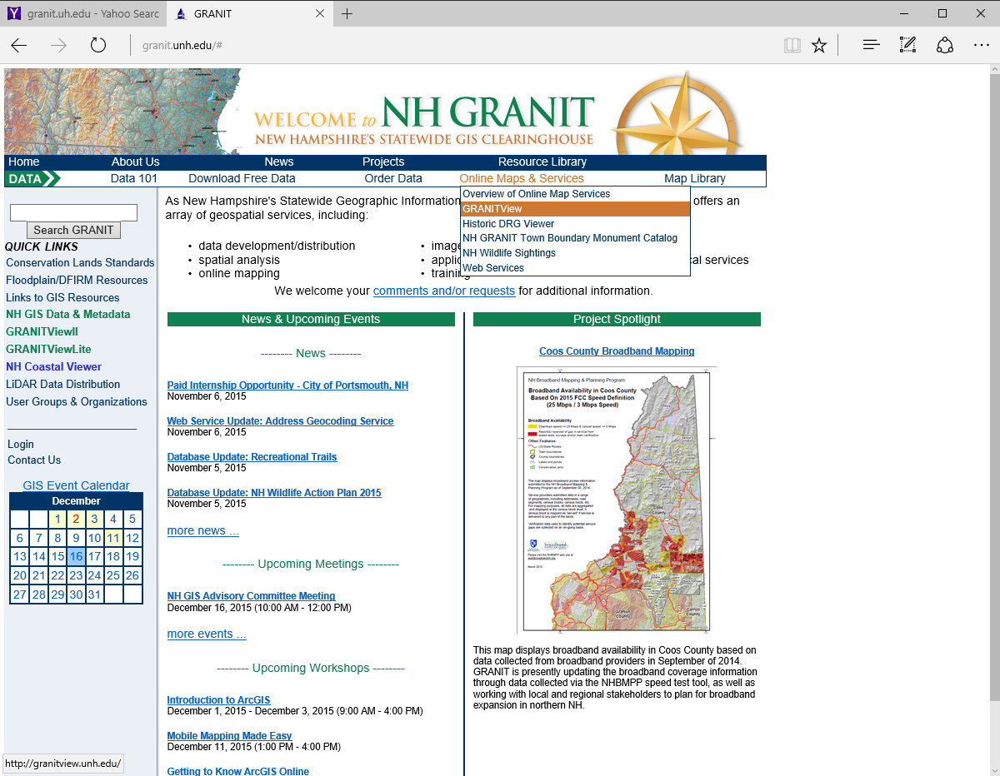 granit.uh.edu - Yahoo Searc
GRANIT
granit.unh.edu/#
WELCOME to NH GRANIT
NEW HAMPSHIRE'S STATEWIDE GIS CLEARINGHOUSE
Home About Us News Projects Resource Library
DATA Data 101 Download Free Data Order Data Online Maps & Services Map Library
Overview of Online Map Services
GRANITView
Historic DRG Viewer
NH GRANIT Town Boundary Monument Catalog
NH Wildlife Sightings
Web Services
Search GRANIT
QUICK LINKS
Conservation Lands Standards
Floodplain/DFIRM Resources
Links to GIS Resources
NH GIS Data & Metadata
GRANITViewII
GRANITViewLite
NH Coastal Viewer
LiDAR Data Distribution
User Groups & Organizations
Login
Contact Us
GIS Event Calendar
December
1 2 3 4 5
6 7 8 9 10 11 12
13 14 15 16 17 18 19
20 21 22 23 24 25 26
27 28 29 30 31
As New Hampshire's Statewide Geographic Information offers an
array of geospatial services, including:
• data development/distribution
• spatial analysis
• online mapping
• image
• applic
• training
al services
We welcome your comments and/or requests for additional information.
News & Upcoming Events
-------- News --------
Paid Internship Opportunity - City of Portsmouth, NH
November 6, 2015
Web Service Update: Address Geocoding Service
November 6, 2015
Database Update: Recreational Trails
November 5, 2015
Database Update: NH Wildlife Action Plan 2015
November 5, 2015
more news ...
-------- Upcoming Meetings --------
NH GIS Advisory Committee Meeting
December 16, 2015 (10:00 AM - 12:00 PM)
more events ...
-------- Upcoming Workshops --------
Introduction to ArcGIS
December 1, 2015 - December 3, 2015 (9:00 AM - 4:00 PM)
Mobile Mapping Made Easy
December 11, 2015 (1:00 PM - 4:00 PM)
Getting to Know ArcGIS Online
Project Spotlight
Coos County Broadband Mapping
NH Broadband Mapping & Planning Program:
Broadband Availability in Coos County
Based On 2015 FCC Speed Definition
(25 Mbps / 3 Mbps Speed)
Broadband Availability
Other Features
US/State Routes
Town boundaries
County boundaries
Lakes and ponds
Conservation land
March 2015
Coos
County
Grafton
County
Carroll
County
This map displays broadband availability in Coos County based on
data collected from broadband providers in September of 2014.
GRANIT is presently updating the broadband coverage information
through data collected via the NHBMPP speed test tool, as well as
working with local and regional stakeholders to plan for broadband
expansion in northern NH.
http://granitview.unh.edu/